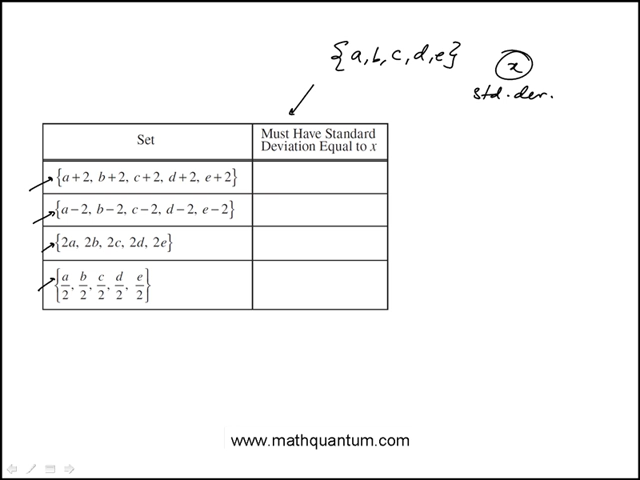 {a, b, c, d, e} x
std. dev.
Set
Must Have Standard
Deviation Equal to x
{a+2, b+2, c+2, d+2, e+2}
{a−2, b−2, c−2, d−2, e−2}
{2a, 2b, 2c, 2d, 2e}
{a/2, b/2, c/2, d/2, e/2}
www.mathquantum.com